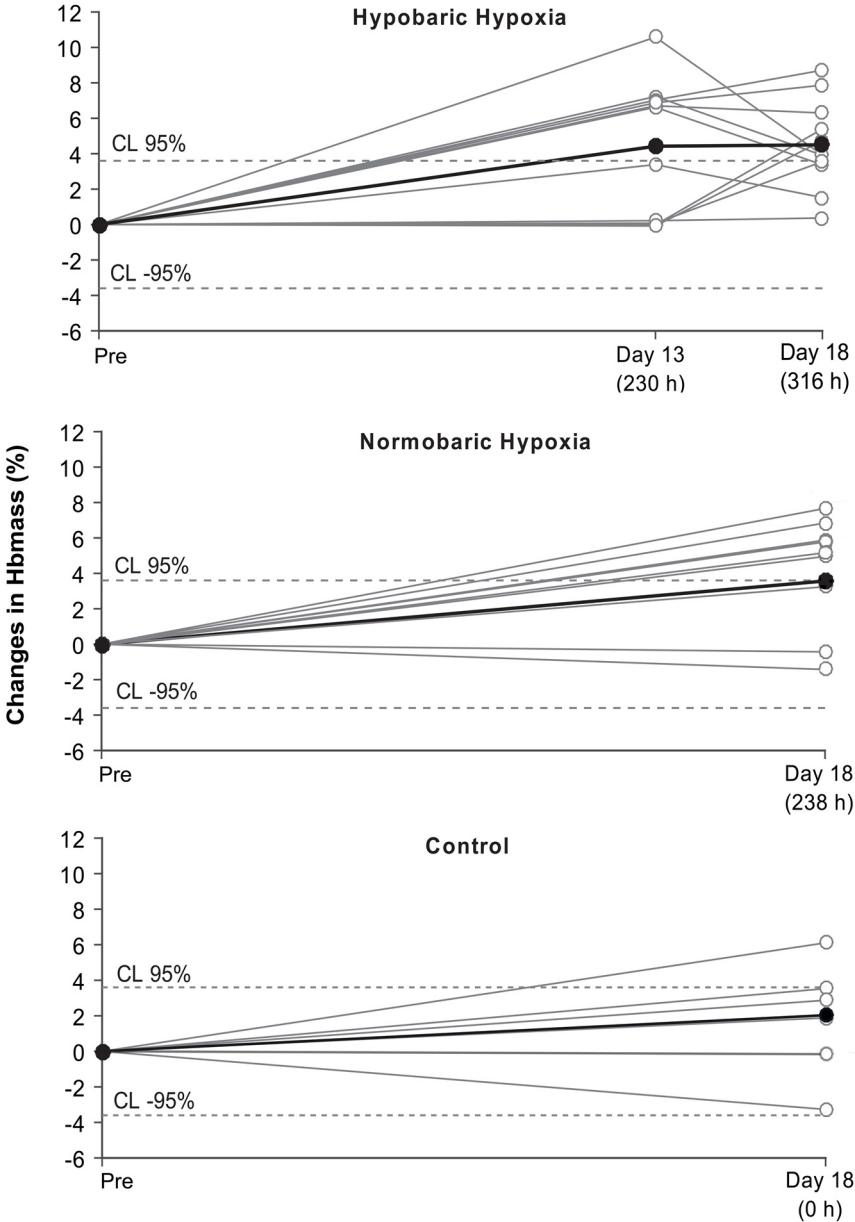 Hypobaric Hypoxia
12
10
8
6
4
2
0
-2
-4
-6
CL 95%
CL -95%
Pre
Day 13
(230 h)
Day 18
(316 h)
Changes in Hbmass (%)
Normobaric Hypoxia
12
10
8
6
4
2
0
-2
-4
-6
CL 95%
CL -95%
Pre
Day 18
(238 h)
Control
12
10
8
6
4
2
0
-2
-4
-6
CL 95%
CL -95%
Pre
Day 18
(0 h)